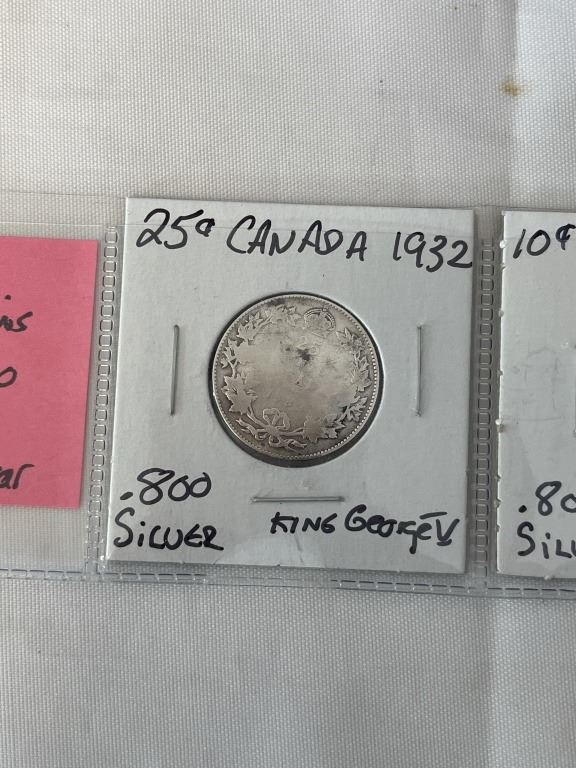 25¢ CANADA 1932
.800
SILVER
KING GEORGE V
10¢
.80
SIL